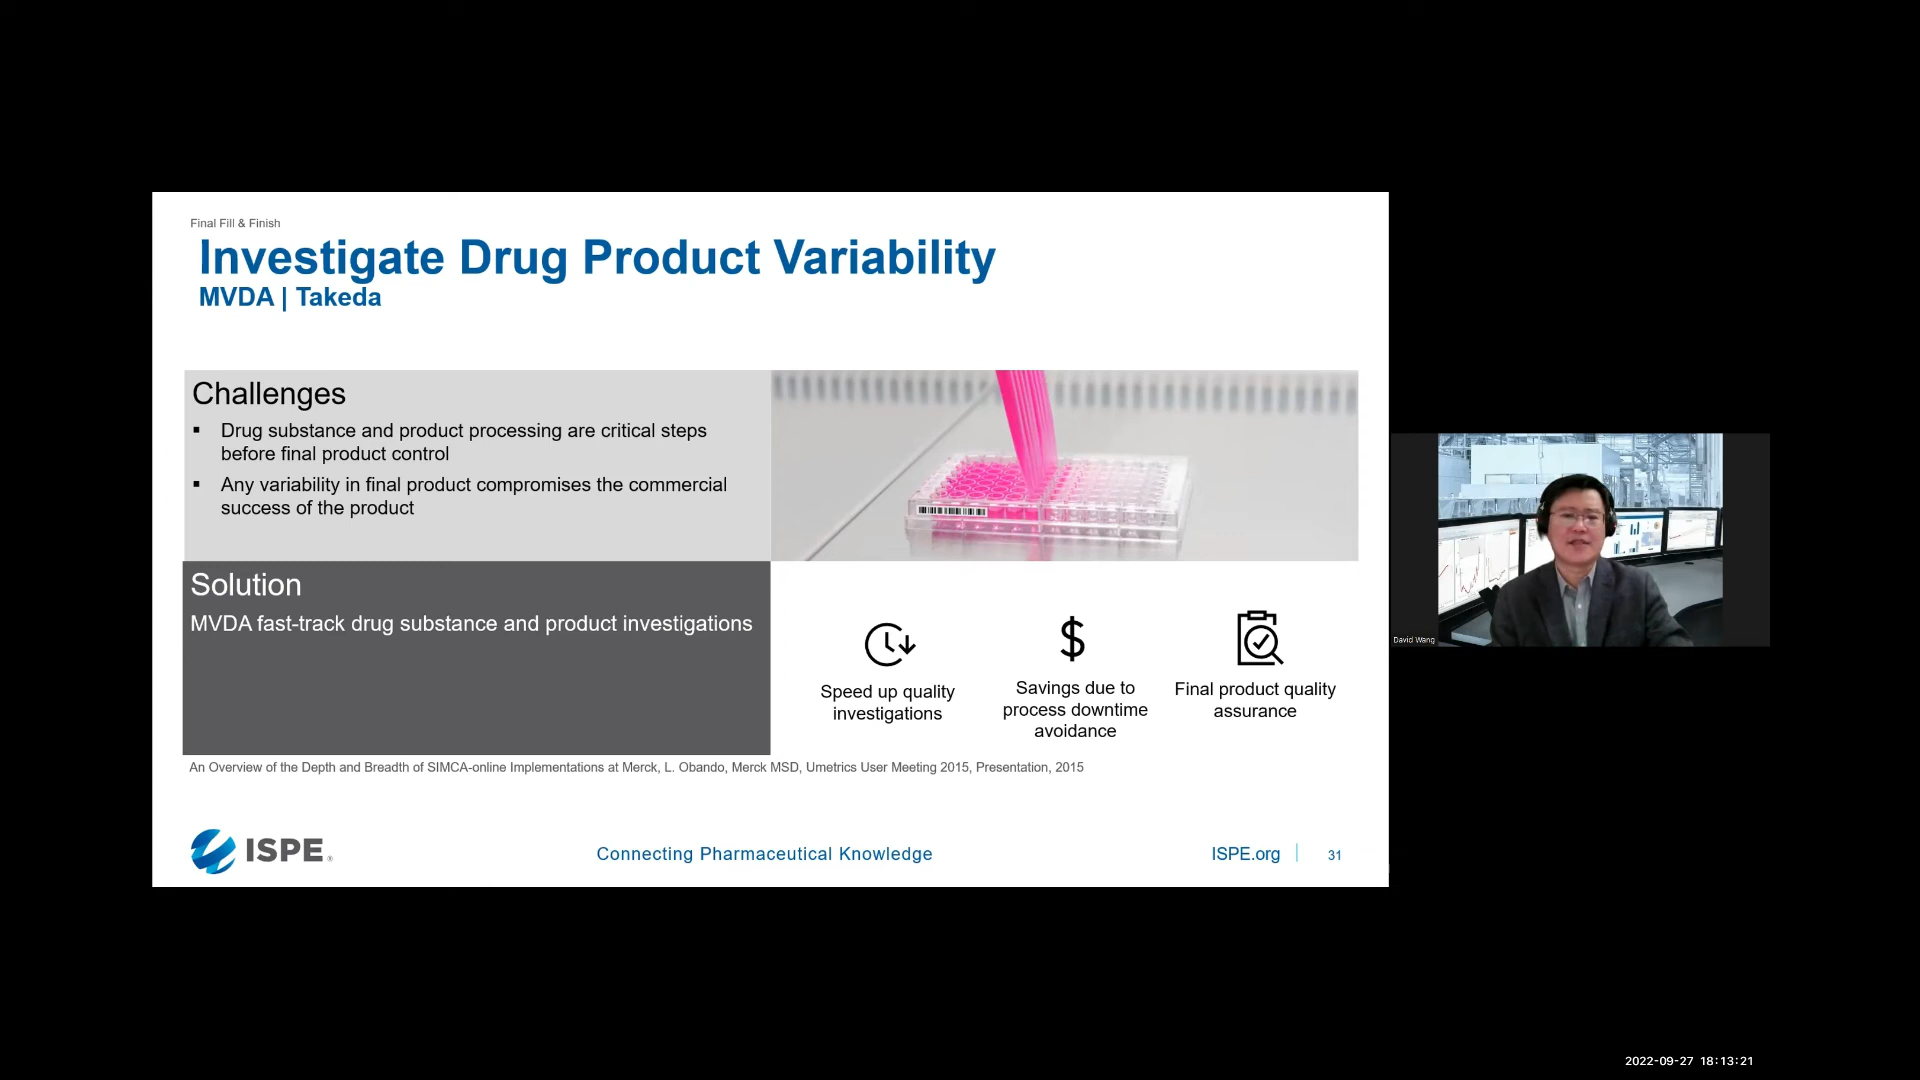 Final Fill & Finish
Investigate Drug Product Variability
MVDA | Takeda
Challenges
▪ Drug substance and product processing are critical steps
before final product control
▪ Any variability in final product compromises the commercial
success of the product
Solution
MVDA fast-track drug substance and product investigations
Speed up quality
investigations
$
Savings due to
process downtime
avoidance
Final product quality
assurance
An Overview of the Depth and Breadth of SIMCA-online Implementations at Merck, L. Obando, Merck MSD, Umetrics User Meeting 2015, Presentation, 2015
ISPE®
Connecting Pharmaceutical Knowledge
ISPE.org | 31
David Wang
2022-09-27 18:13:21